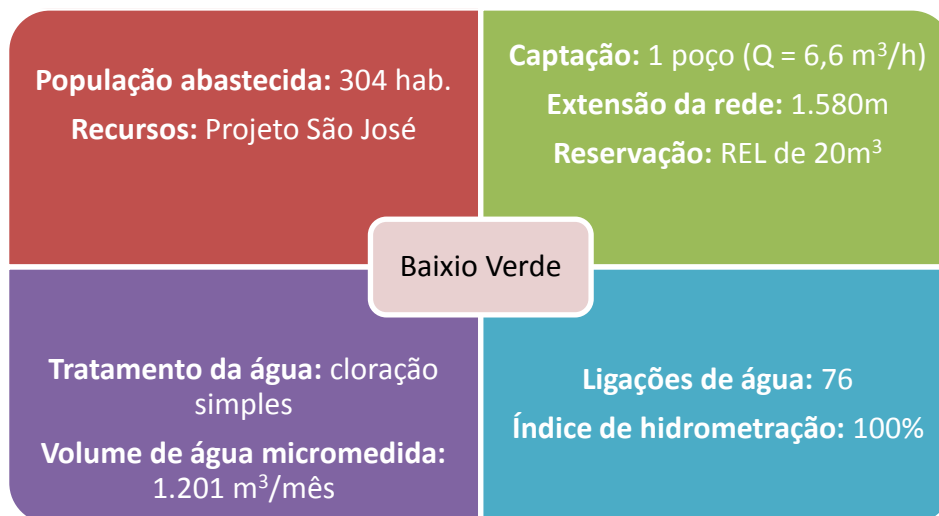 População abastecida: 304 hab.
Recursos: Projeto São José
Captação: 1 poço (Q = 6,6 m³/h)
Extensão da rede: 1.580m
Reservação: REL de 20m³
Baixio Verde
Tratamento da água: cloração
simples
Volume de água micromedida:
1.201 m³/mês
Ligações de água: 76
Índice de hidrometração: 100%